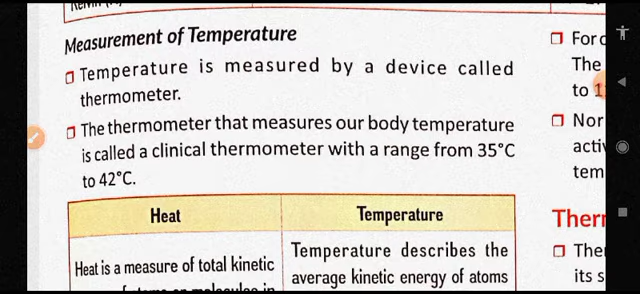 Measurement of Temperature
Temperature is measured by a device called
thermometer.
The thermometer that measures our body temperature
is called a clinical thermometer with a range from 35°C
to 42°C.
Heat Temperature
Heat is a measure of total kinetic
Temperature describes the
average kinetic energy of atoms
For
The
to 1
Nor
acti
tem
Ther
The
its s